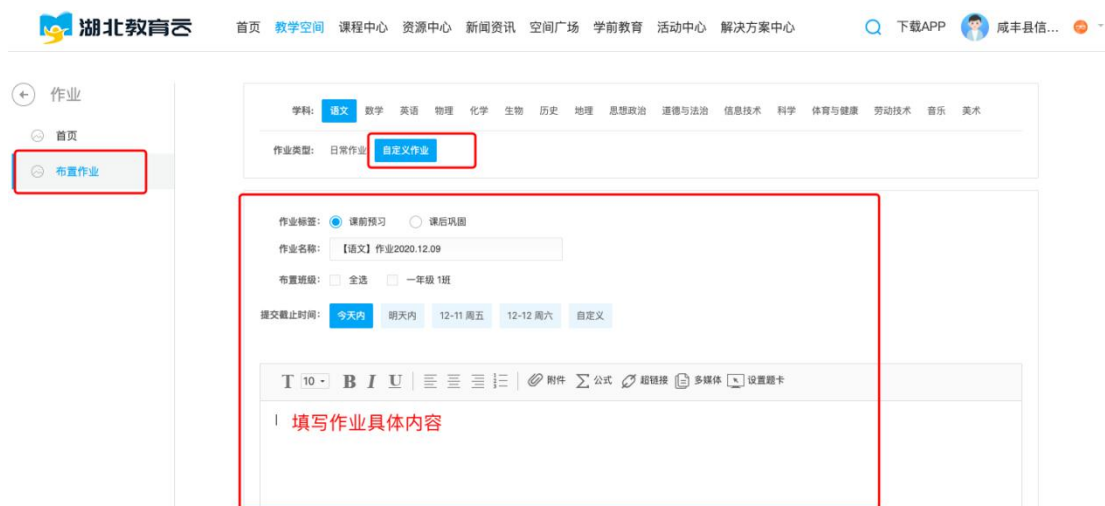 湖北教育云 首页 教学空间 课程中心 资源中心 新闻资讯 空间广场 学前教育 活动中心 解决方案中心 下载APP 咸丰县信...
作业
首页
布置作业
学科: 语文 数学 英语 物理 化学 生物 历史 地理 思想政治 道德与法治 信息技术 科学 体育与健康 劳动技术 音乐 美术
作业类型: 日常作业 自定义作业
作业标签: 课前预习 课后巩固
作业名称: 【语文】作业2020.12.09
布置班级: 全选 一年级 1班
提交截止时间: 今天内 明天内 12-11 周五 12-12 周六 自定义
T 10 B I U 附件 公式 超链接 多媒体 设置题卡
填写作业具体内容